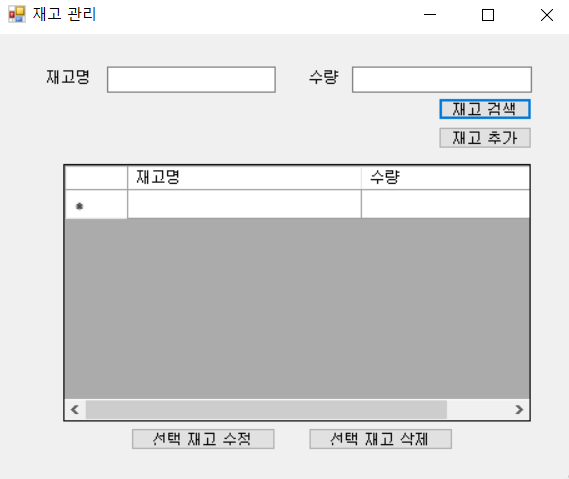 재고 관리
재고명 수량
재고 검색
재고 추가
재고명 수량
선택 재고 수정 선택 재고 삭제